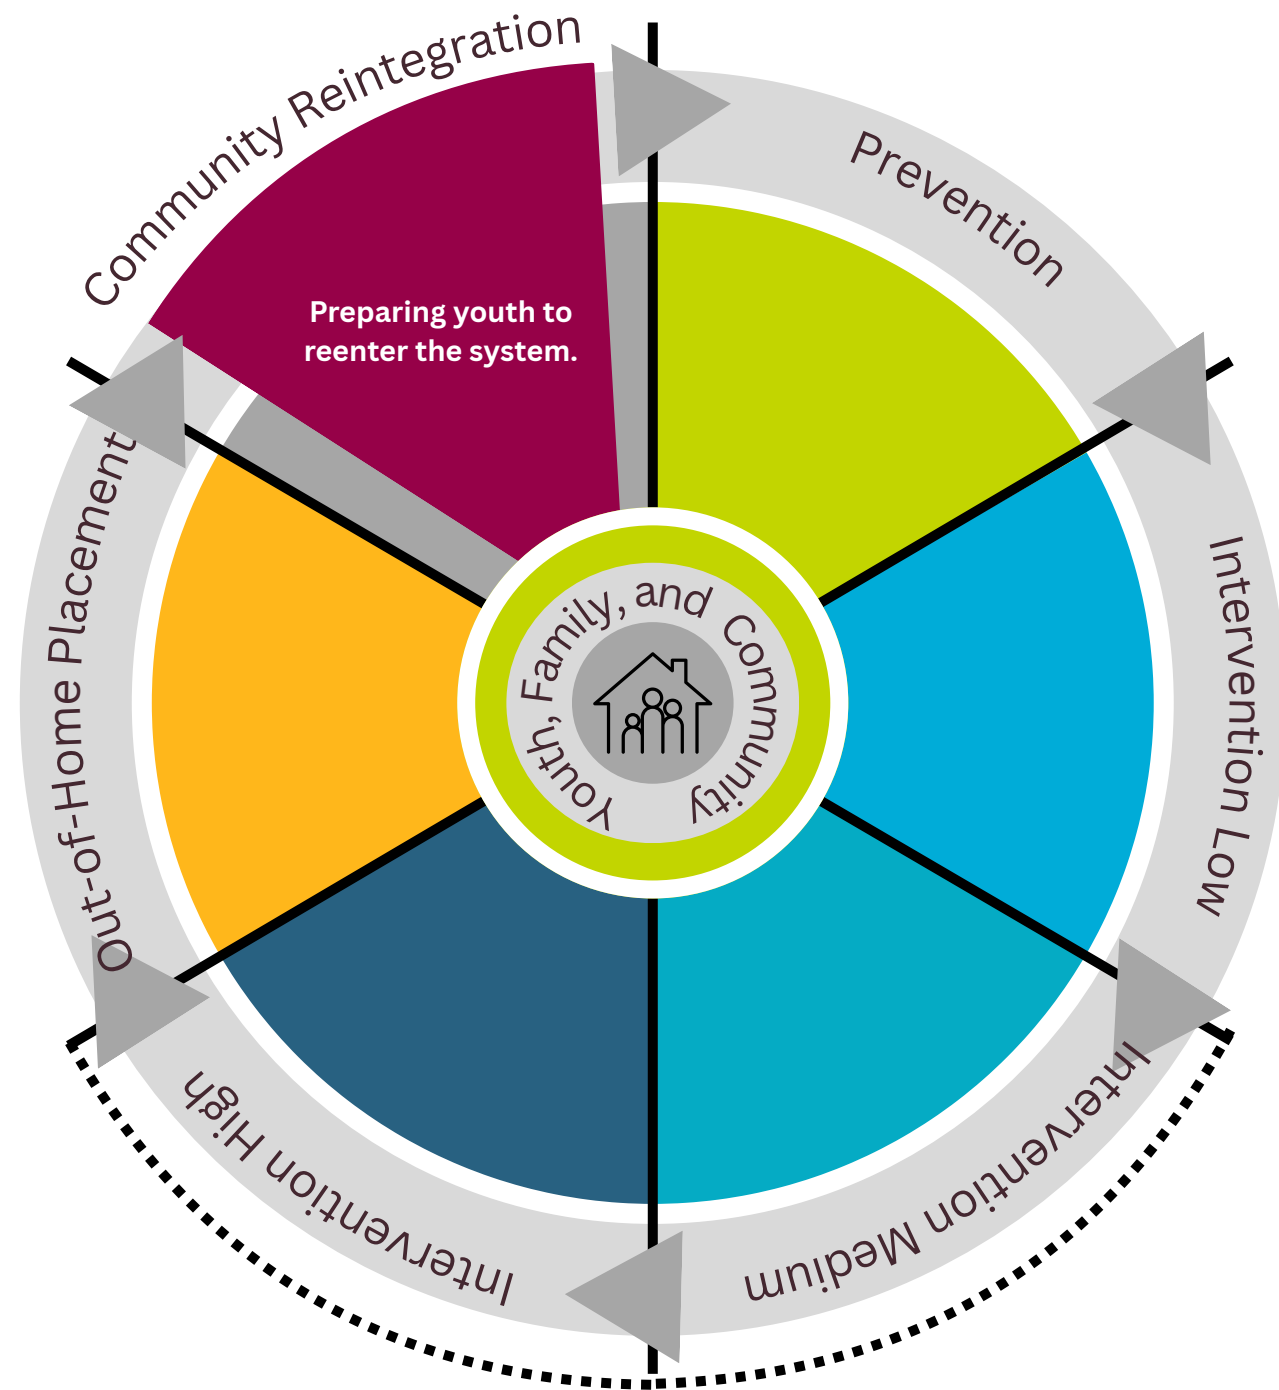 Community Reintegration
Preparing youth to
reenter the system.
Prevention
Intervention Low
Intervention Medium
Intervention High
Out-of-Home Placement
Youth, Family, and Community